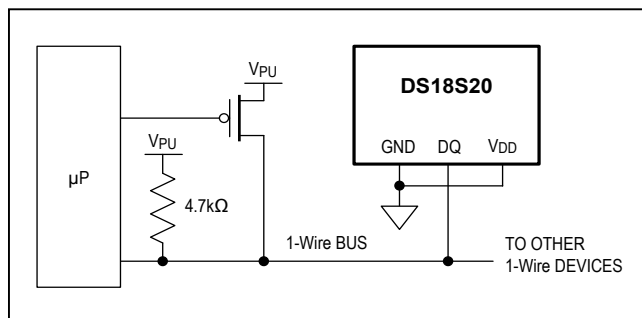 VPU
DS18S20
VPU
GND DQ VDD
µP
4.7kΩ
1-Wire BUS
TO OTHER
1-Wire DEVICES